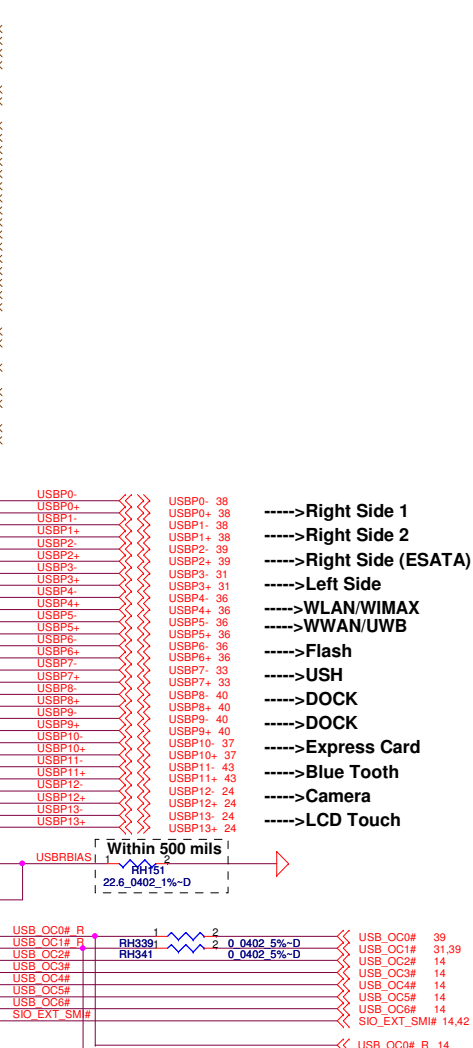 USBP0- USBP0- 38
USBP0+ USBP0+ 38 ----->Right Side 1
USBP1- USBP1- 38
USBP1+ USBP1+ 38 ----->Right Side 2
USBP2- USBP2- 39
USBP2+ USBP2+ 39 ----->Right Side (ESATA)
USBP3- USBP3- 31
USBP3+ USBP3+ 31 ----->Left Side
USBP4- USBP4- 36
USBP4+ USBP4+ 36 ----->WLAN/WIMAX
USBP5- USBP5- 36
USBP5+ USBP5+ 36 ----->WWAN/UWB
USBP6- USBP6- 36
USBP6+ USBP6+ 36 ----->Flash
USBP7- USBP7- 33
USBP7+ USBP7+ 33 ----->USH
USBP8- USBP8- 40
USBP8+ USBP8+ 40 ----->DOCK
USBP9- USBP9- 40
USBP9+ USBP9+ 40 ----->DOCK
USBP10- USBP10- 37
USBP10+ USBP10+ 37 ----->Express Card
USBP11- USBP11- 43
USBP11+ USBP11+ 43 ----->Blue Tooth
USBP12- USBP12- 24
USBP12+ USBP12+ 24 ----->Camera
USBP13- USBP13- 24
USBP13+ USBP13+ 24 ----->LCD Touch
Within 500 mils
USBRBIAS 1 2
RH151
22.6_0402_1%~D
USB_OC0#_R 1 2 USB_OC0# 39
USB_OC1#_R RH339 1 2 0_0402_5%~D USB_OC1# 31,39
USB_OC2# RH341 0_0402_5%~D USB_OC2# 14
USB_OC3# USB_OC3# 14
USB_OC4# USB_OC4# 14
USB_OC5# USB_OC5# 14
USB_OC6# USB_OC6# 14
SIO_EXT_SMI# SIO_EXT_SMI# 14,42
USB_OC0#_R 14